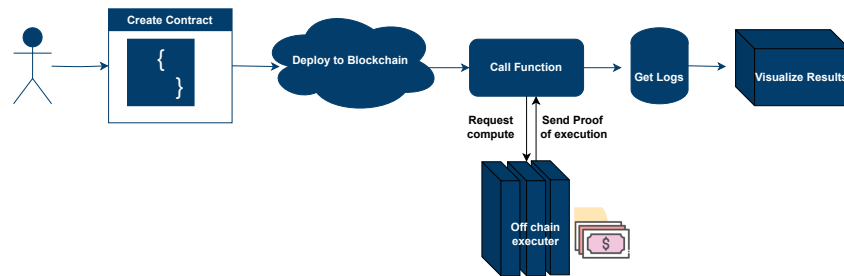 Create Contract
{
}
Deploy to Blockchain
Call Function
Get Logs
Visualize Results
Request
compute
Send Proof
of execution
Off chain
executer
$